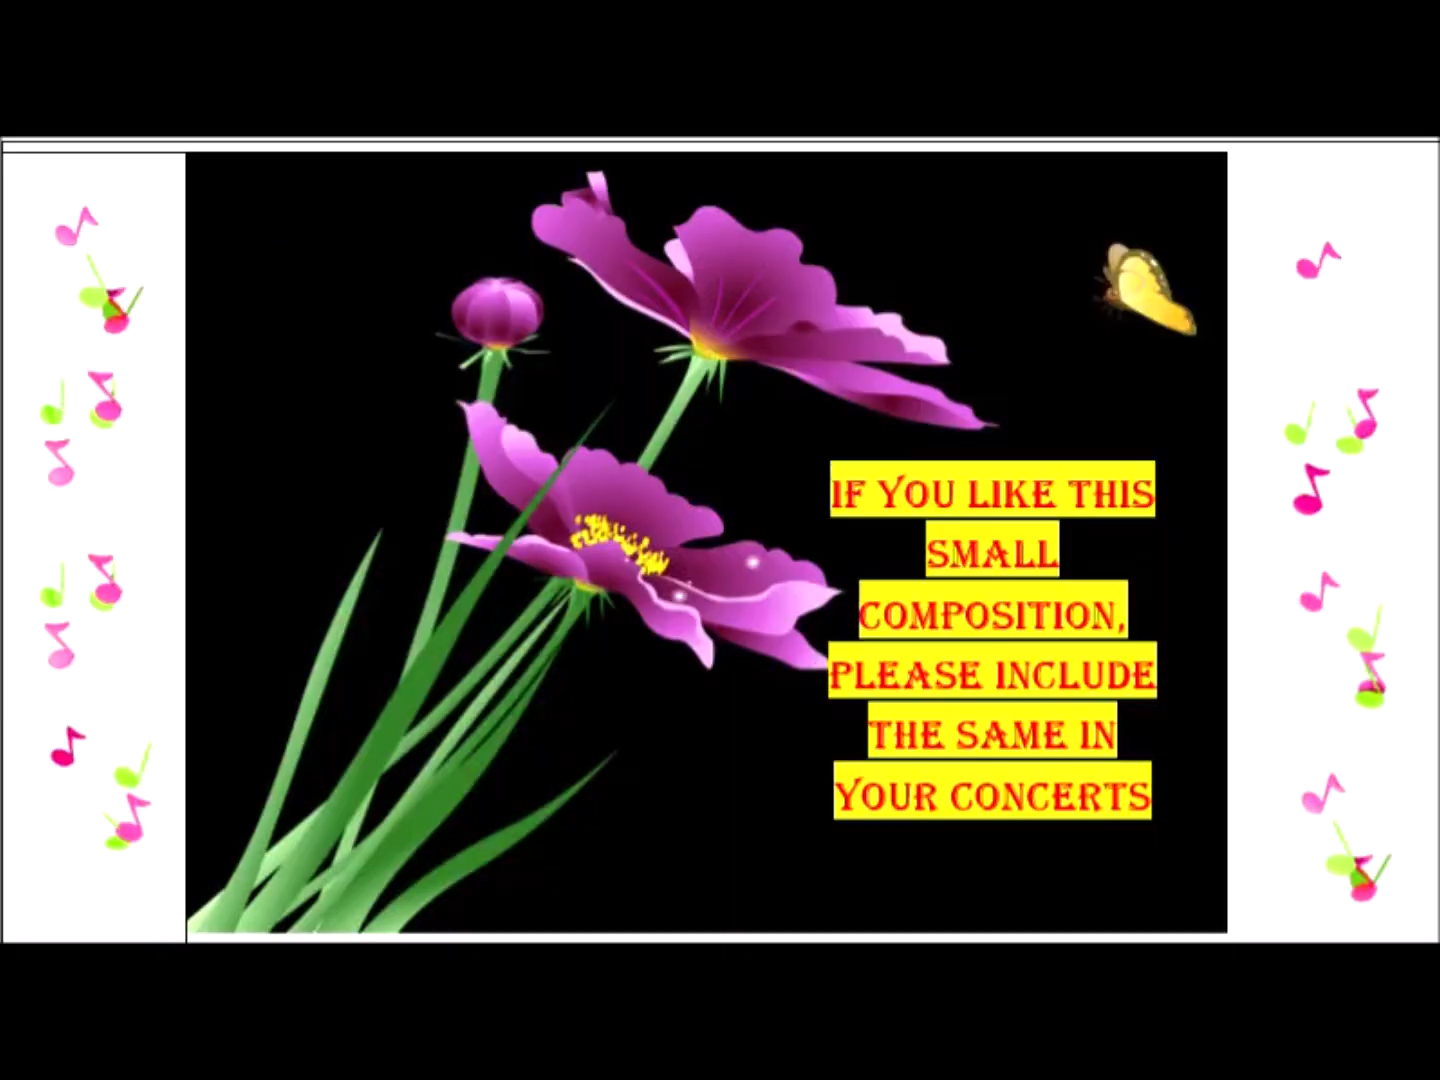 IF YOU LIKE THIS
SMALL
COMPOSITION,
PLEASE INCLUDE
THE SAME IN
YOUR CONCERTS